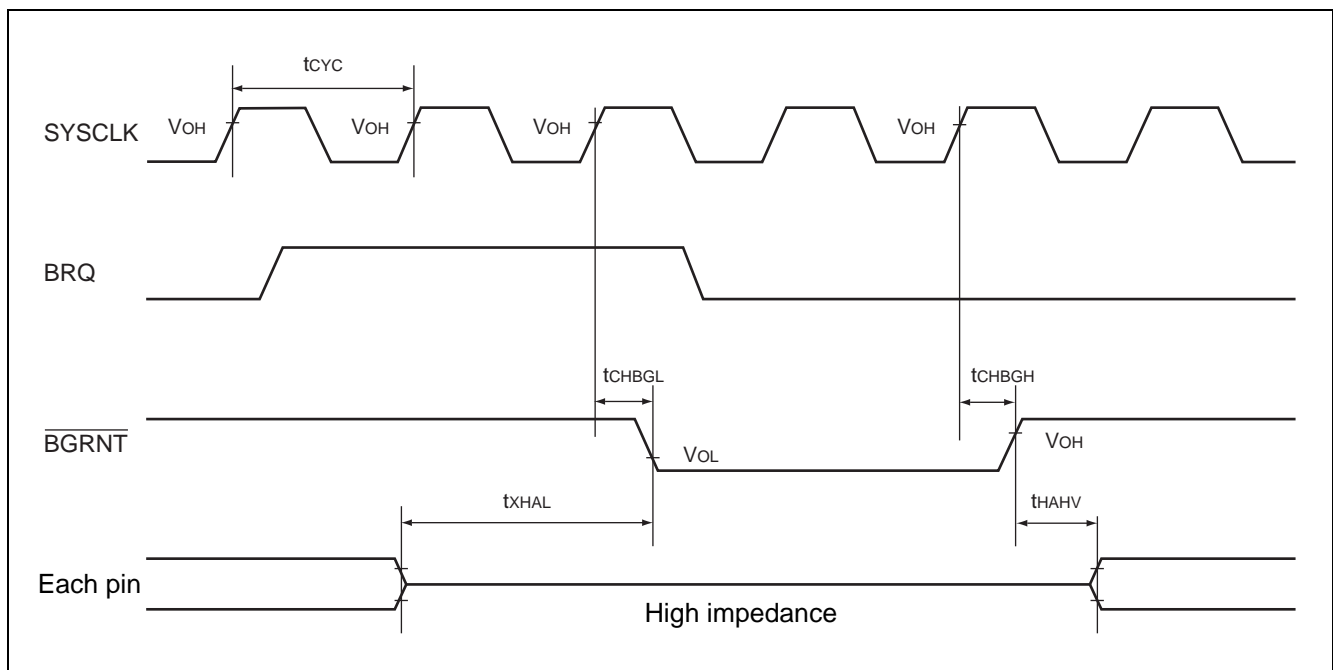 tCYC
SYSCLK VOH VOH VOH VOH
BRQ
tCHBGL tCHBGH
BGRNT VOL VOH
tXHAL tHAHV
Each pin
High impedance